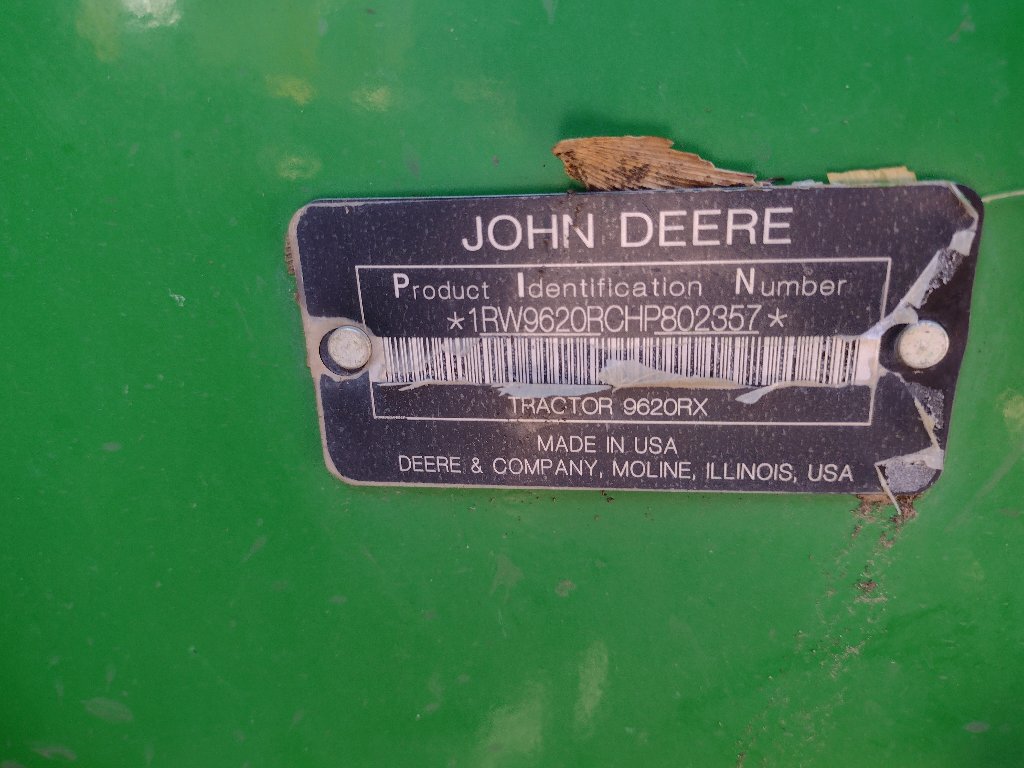 JOHN DEERE
Product Identification Number
*1RW9620RCHP802357*
TRACTOR 9620RX
MADE IN USA
DEERE & COMPANY, MOLINE, ILLINOIS, USA